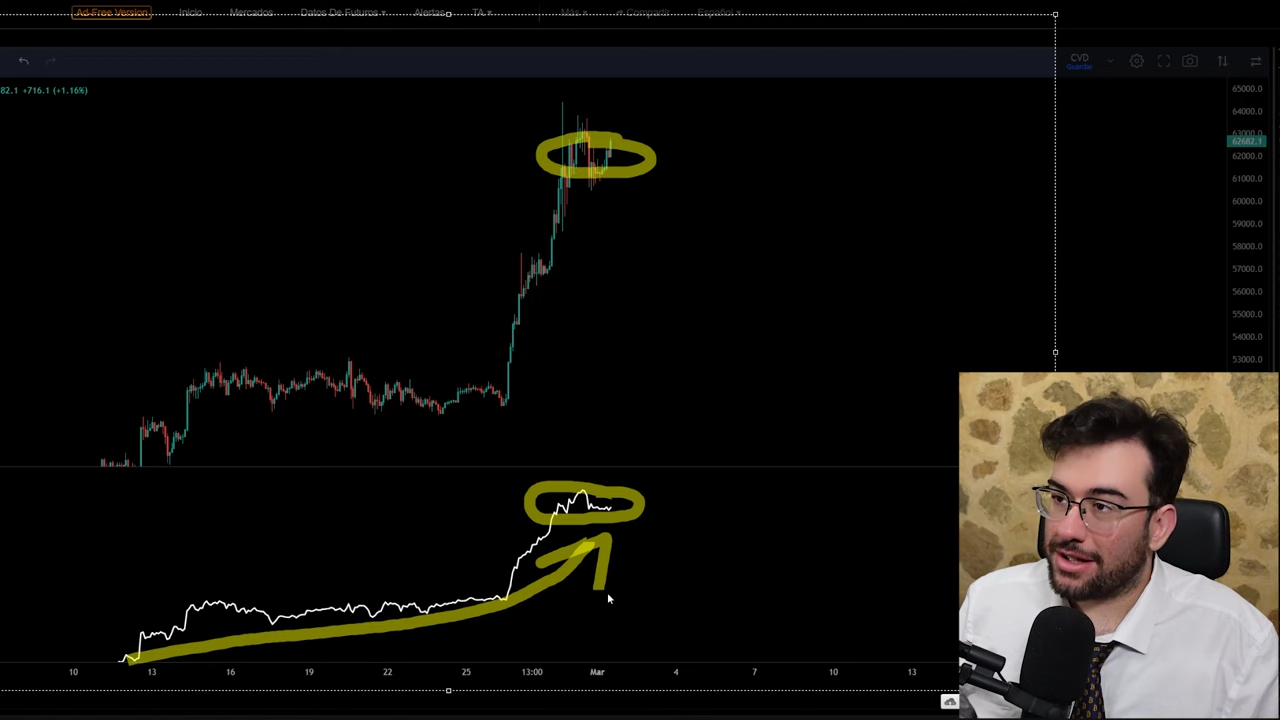 Ad-Free Version Inicio Mercados Datos De Futuros Alertas TA Más Compartir Español
CVD
Guardar
82.1 +716.1 (+1.16%)
65000.0
64000.0
63000.0
62682.1
62000.0
61000.0
60000.0
59000.0
58000.0
57000.0
56000.0
55000.0
54000.0
53000.0
10 13 16 19 22 25 13:00 Mar 4 7 10 13